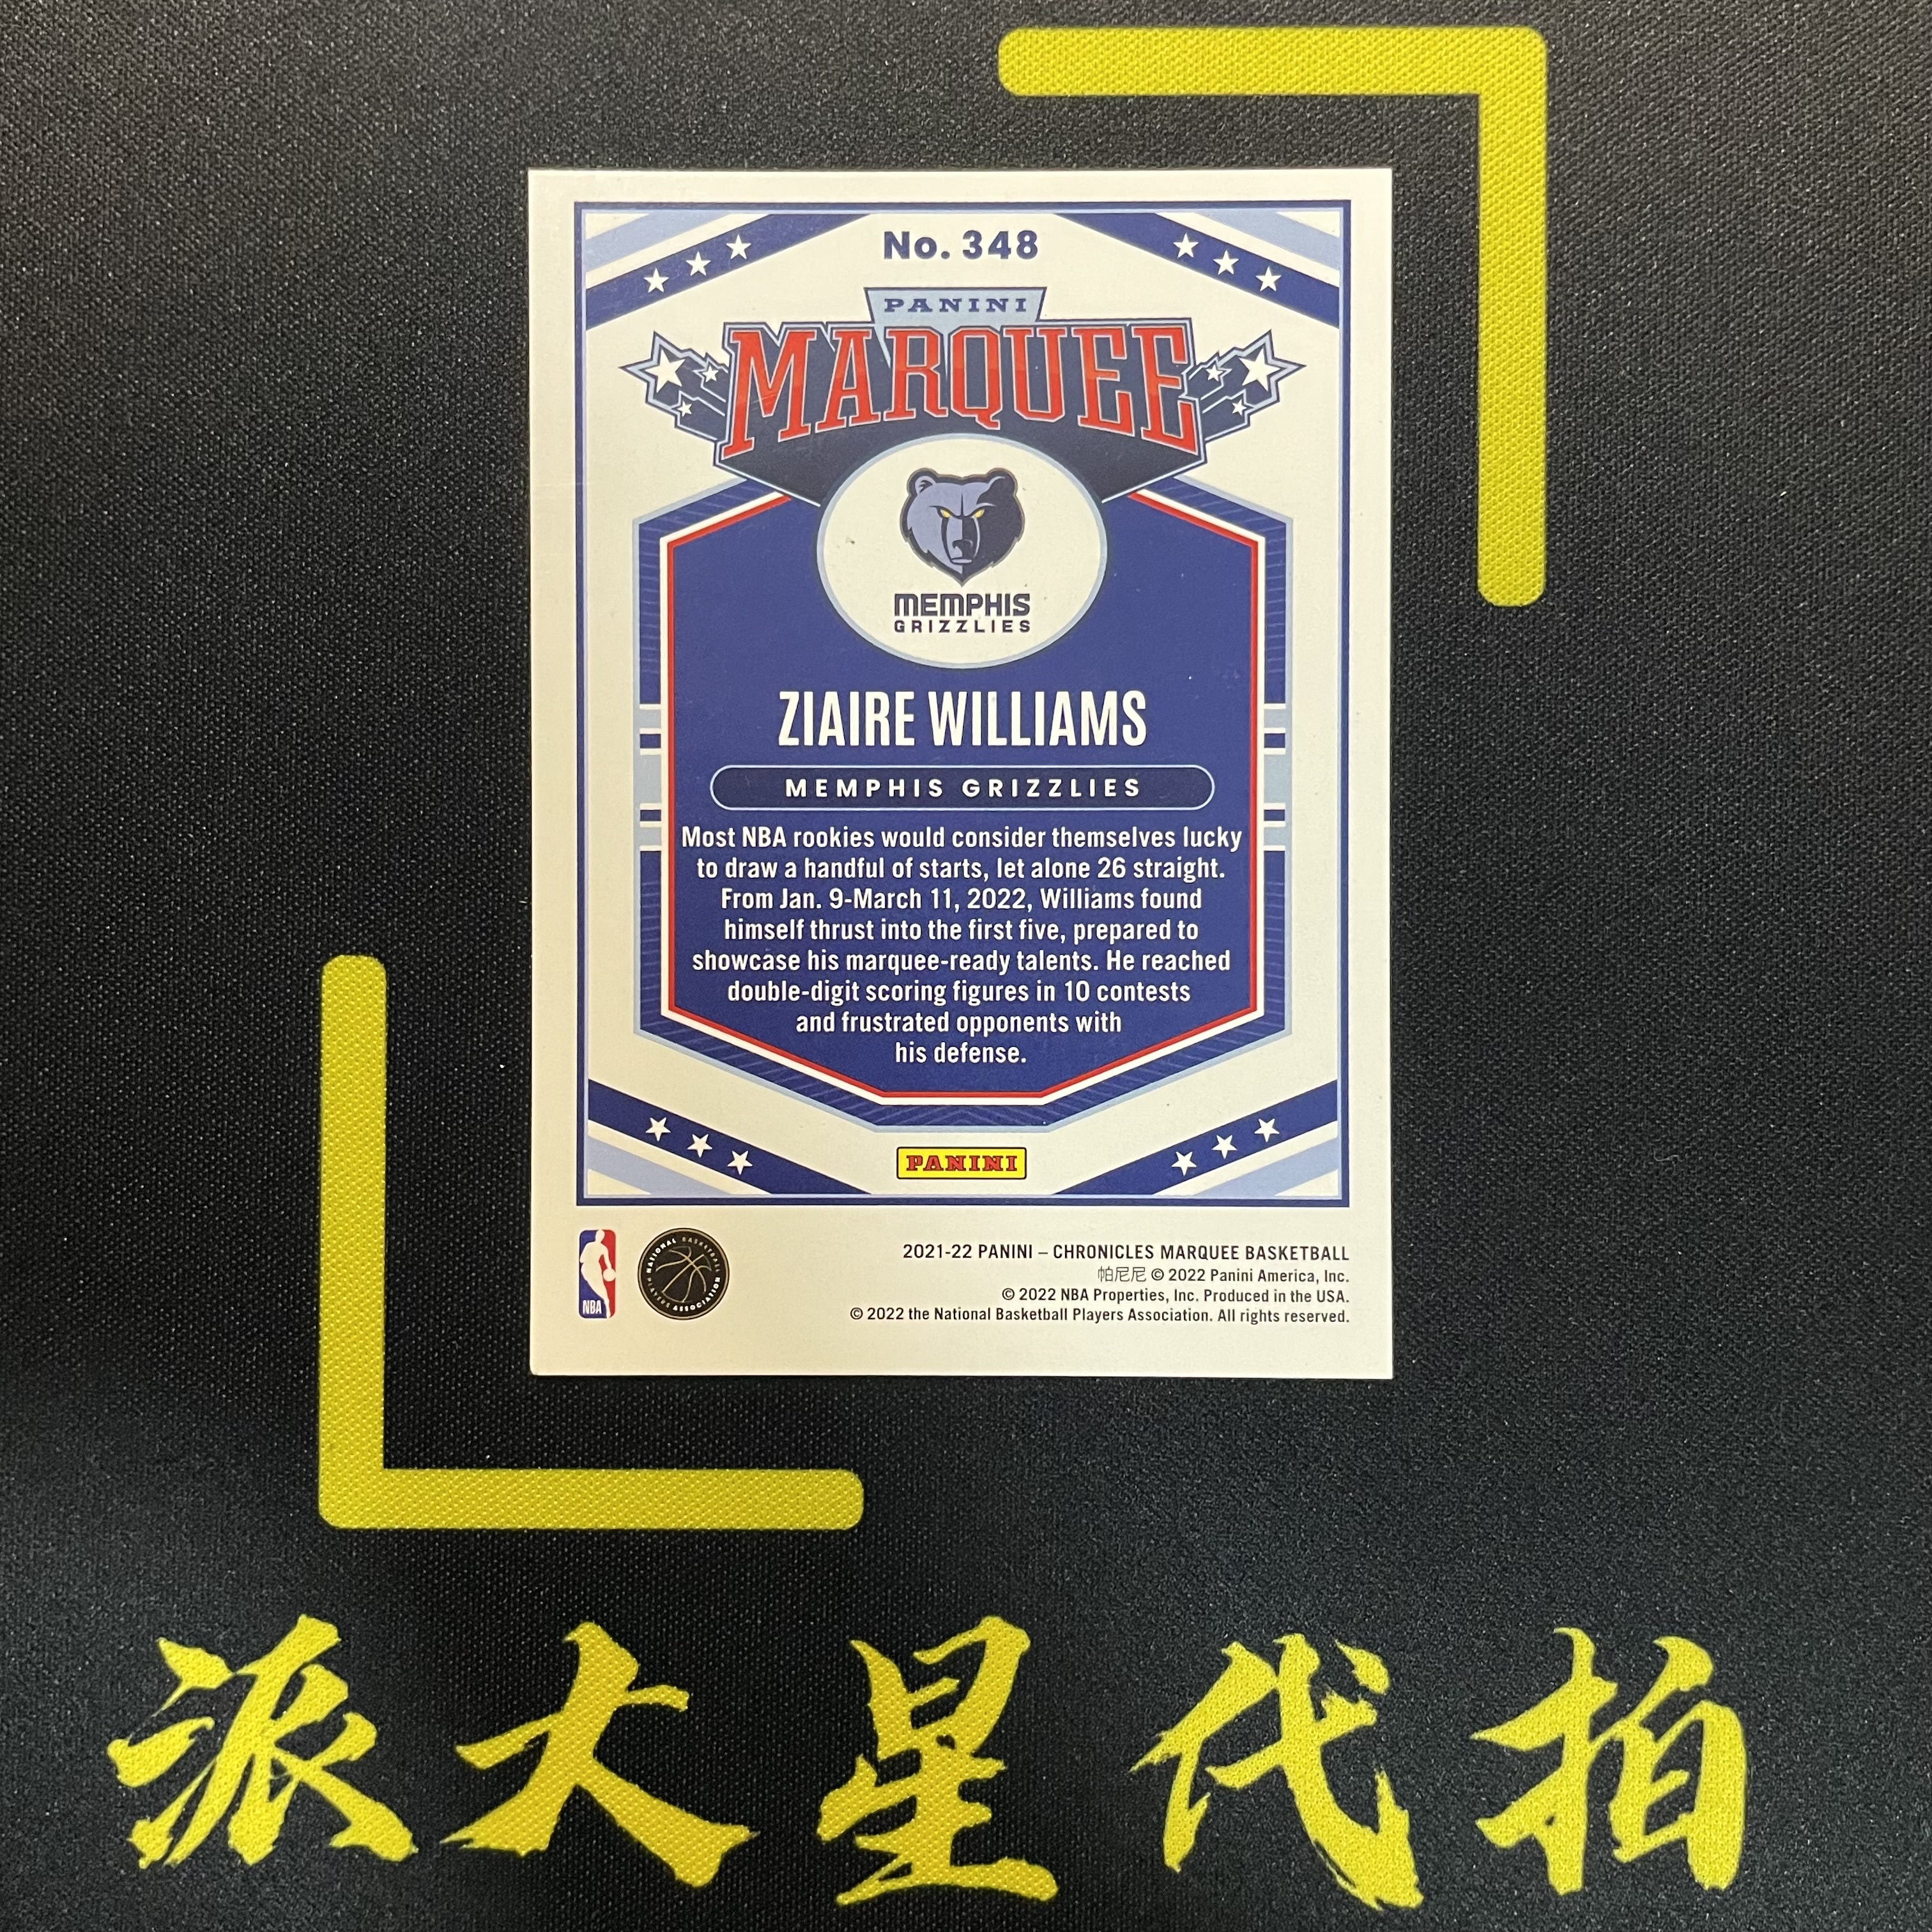 No. 348
PANINI
MARQUEE
MEMPHIS
GRIZZLIES
ZIAIRE WILLIAMS
MEMPHIS GRIZZLIES
Most NBA rookies would consider themselves lucky
to draw a handful of starts, let alone 26 straight.
From Jan. 9-March 11, 2022, Williams found
himself thrust into the first five, prepared to
showcase his marquee-ready talents. He reached
double-digit scoring figures in 10 contests
and frustrated opponents with
his defense.
PANINI
NBA
NATIONAL BASKETBALL PLAYERS ASSOCIATION
2021-22 PANINI – CHRONICLES MARQUEE BASKETBALL
帕尼尼 © 2022 Panini America, Inc.
© 2022 NBA Properties, Inc. Produced in the USA.
© 2022 the National Basketball Players Association. All rights reserved.
派大星代拍